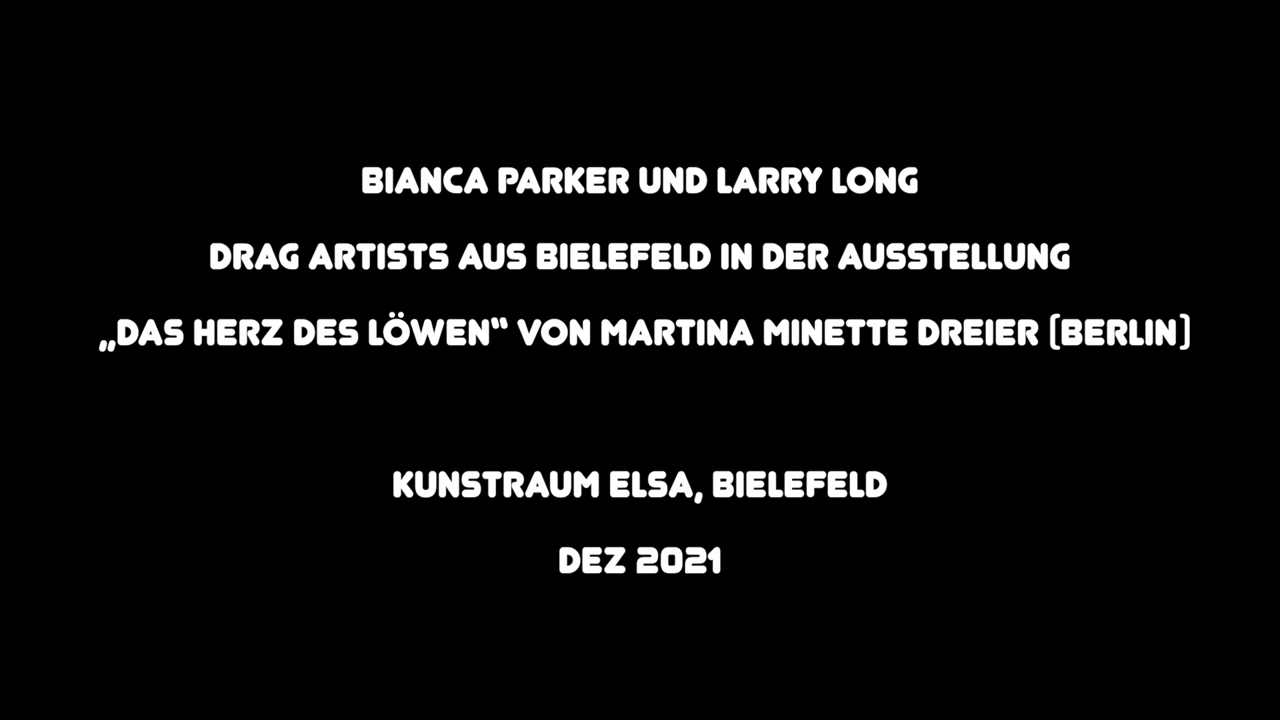 BIANCA PARKER UND LARRY LONG
DRAG ARTISTS AUS BIELEFELD IN DER AUSSTELLUNG
„DAS HERZ DES LÖWEN“ VON MARTINA MINETTE DREIER (BERLIN)
KUNSTRAUM ELSA, BIELEFELD
DEZ 2021